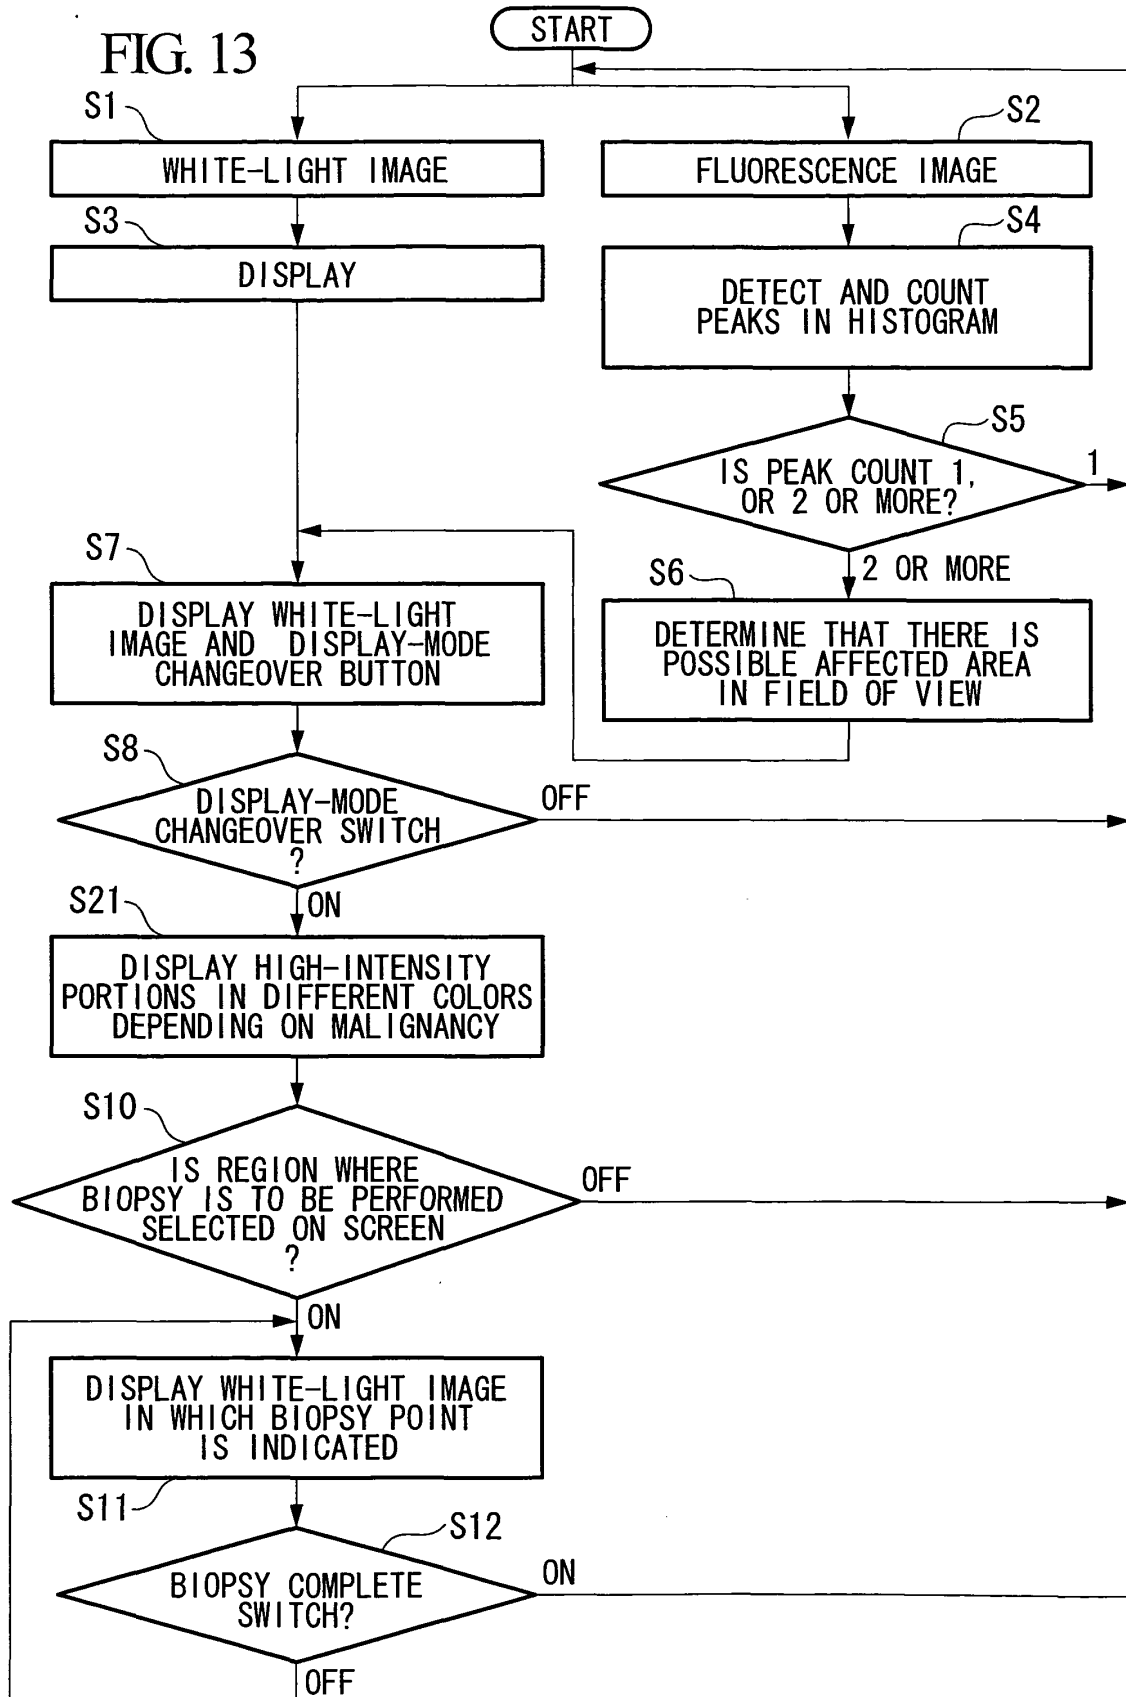 FIG. 13
START
S1
WHITE-LIGHT IMAGE
S2
FLUORESCENCE IMAGE
S3
DISPLAY
S4
DETECT AND COUNT
PEAKS IN HISTOGRAM
S5
IS PEAK COUNT 1,
OR 2 OR MORE?
1
2 OR MORE
S6
DETERMINE THAT THERE IS
POSSIBLE AFFECTED AREA
IN FIELD OF VIEW
S7
DISPLAY WHITE-LIGHT
IMAGE AND DISPLAY-MODE
CHANGEOVER BUTTON
S8
DISPLAY-MODE
CHANGEOVER SWITCH
?
OFF
ON
S21
DISPLAY HIGH-INTENSITY
PORTIONS IN DIFFERENT COLORS
DEPENDING ON MALIGNANCY
S10
IS REGION WHERE
BIOPSY IS TO BE PERFORMED
SELECTED ON SCREEN
?
OFF
ON
DISPLAY WHITE-LIGHT IMAGE
IN WHICH BIOPSY POINT
IS INDICATED
S11
S12
BIOPSY COMPLETE
SWITCH?
ON
OFF